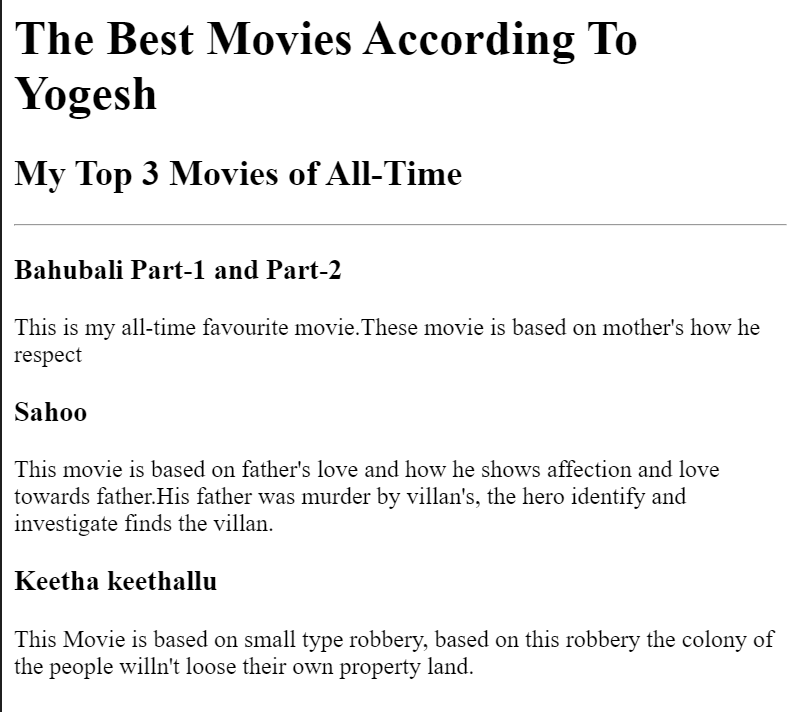 The Best Movies According To
Yogesh
My Top 3 Movies of All-Time
Bahubali Part-1 and Part-2
This is my all-time favourite movie.These movie is based on mother's how he
respect
Sahoo
This movie is based on father's love and how he shows affection and love
towards father.His father was murder by villan's, the hero identify and
investigate finds the villan.
Keetha keethallu
This Movie is based on small type robbery, based on this robbery the colony of
the people willn't loose their own property land.